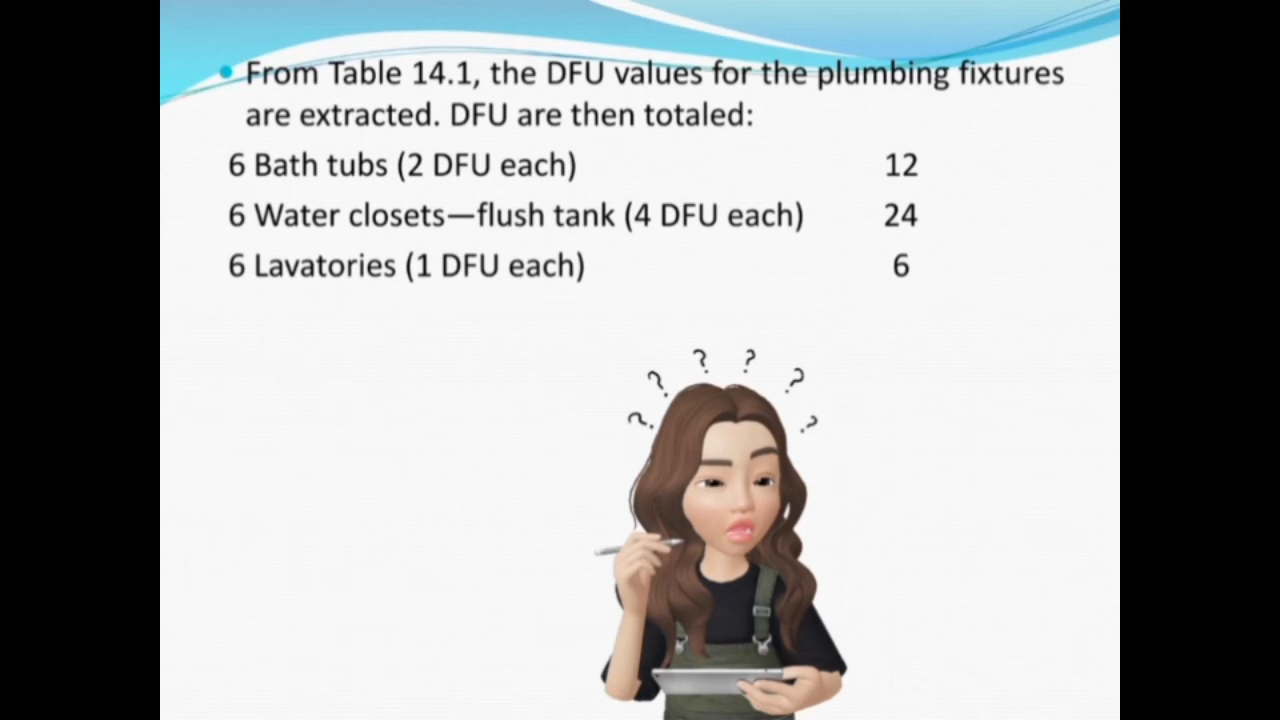 • From Table 14.1, the DFU values for the plumbing fixtures
are extracted. DFU are then totaled:
6 Bath tubs (2 DFU each) 12
6 Water closets—flush tank (4 DFU each) 24
6 Lavatories (1 DFU each) 6
? ? ? ? ? ?